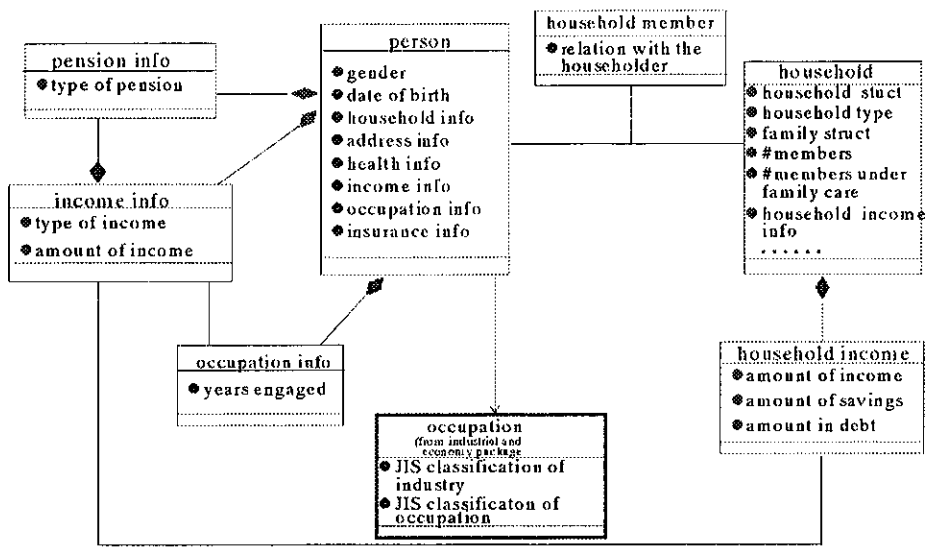 pension info
type of pension
person
gender
date of birth
household info
address info
health info
income info
occupation info
insurance info
household member
relation with the
householder
household
household stuct
household type
family struct
#members
#members under
family care
household income
info
. . . . . .
income info
type of income
amount of income
occupation info
years engaged
occupation
(from industriol and
economy package
JIS classification of
industry
JIS classificaton of
occupation
household income
amount of income
amount of savings
amount in debt